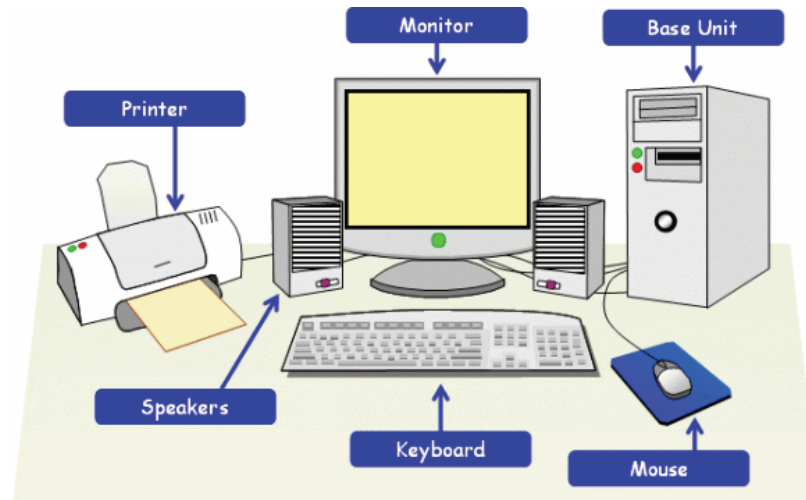 Monitor
Base Unit
Printer
Speakers
Keyboard
Mouse